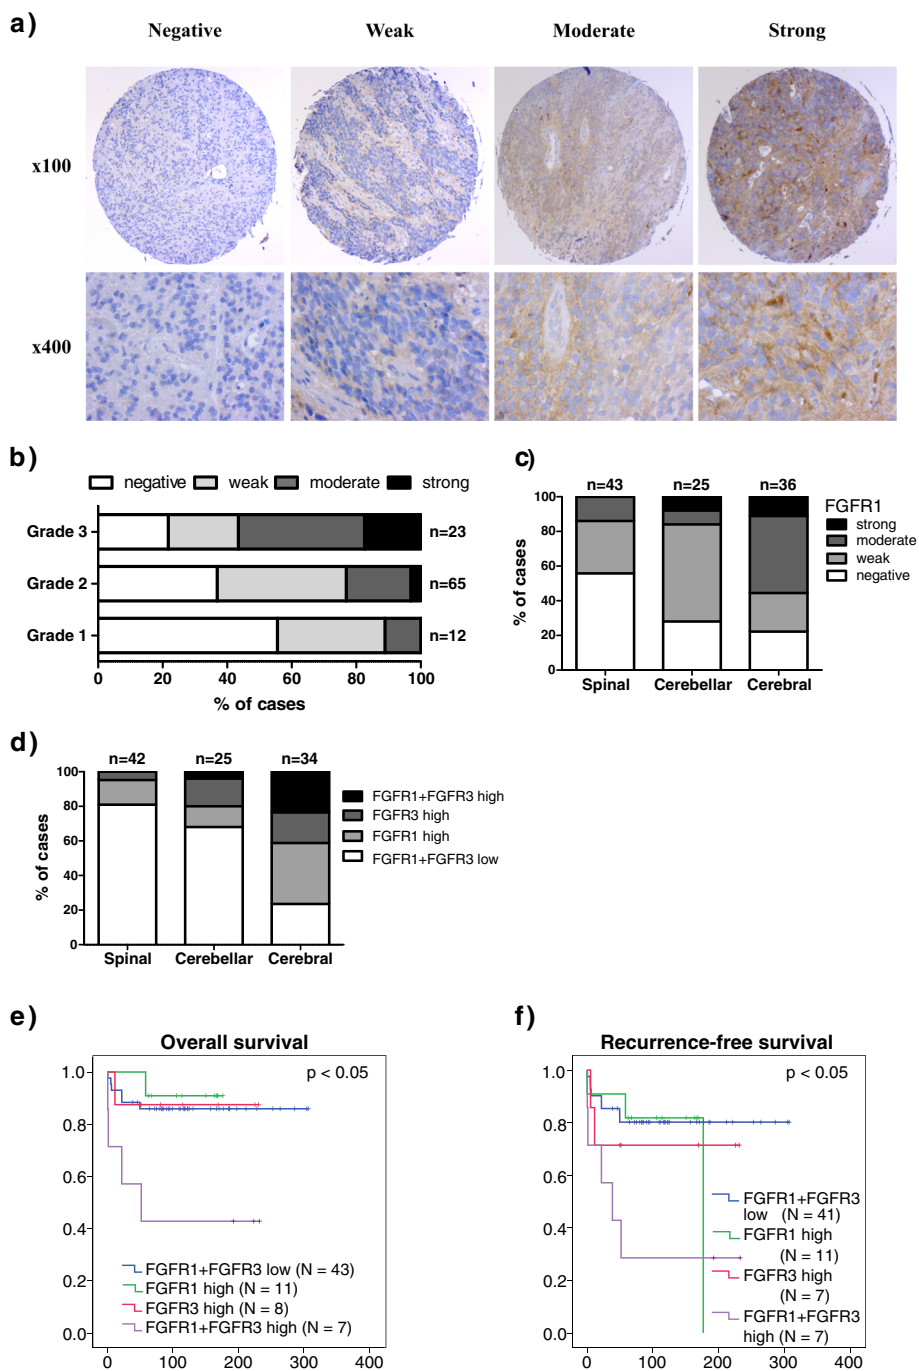 a)
Negative Weak Moderate Strong
x100
x400
b)
negative weak moderate strong
Grade 3 n=23
Grade 2 n=65
Grade 1 n=12
0 20 40 60 80 100
% of cases
c)
n=43 n=25 n=36
100
80
60
40
20
0
% of cases
FGFR1
strong
moderate
weak
negative
Spinal Cerebellar Cerebral
d)
n=42 n=25 n=34
100
80
60
40
20
0
% of cases
FGFR1+FGFR3 high
FGFR3 high
FGFR1 high
FGFR1+FGFR3 low
Spinal Cerebellar Cerebral
e)
Overall survival
p < 0.05
1.0
0.8
0.6
0.4
0.2
0.0
FGFR1+FGFR3 low (N = 43)
FGFR1 high (N = 11)
FGFR3 high (N = 8)
FGFR1+FGFR3 high (N = 7)
0 100 200 300 400
f)
Recurrence-free survival
p < 0.05
1.0
0.8
0.6
0.4
0.2
0.0
FGFR1+FGFR3
low (N = 41)
FGFR1 high
(N = 11)
FGFR3 high
(N = 7)
FGFR1+FGFR3
high (N = 7)
0 100 200 300 400